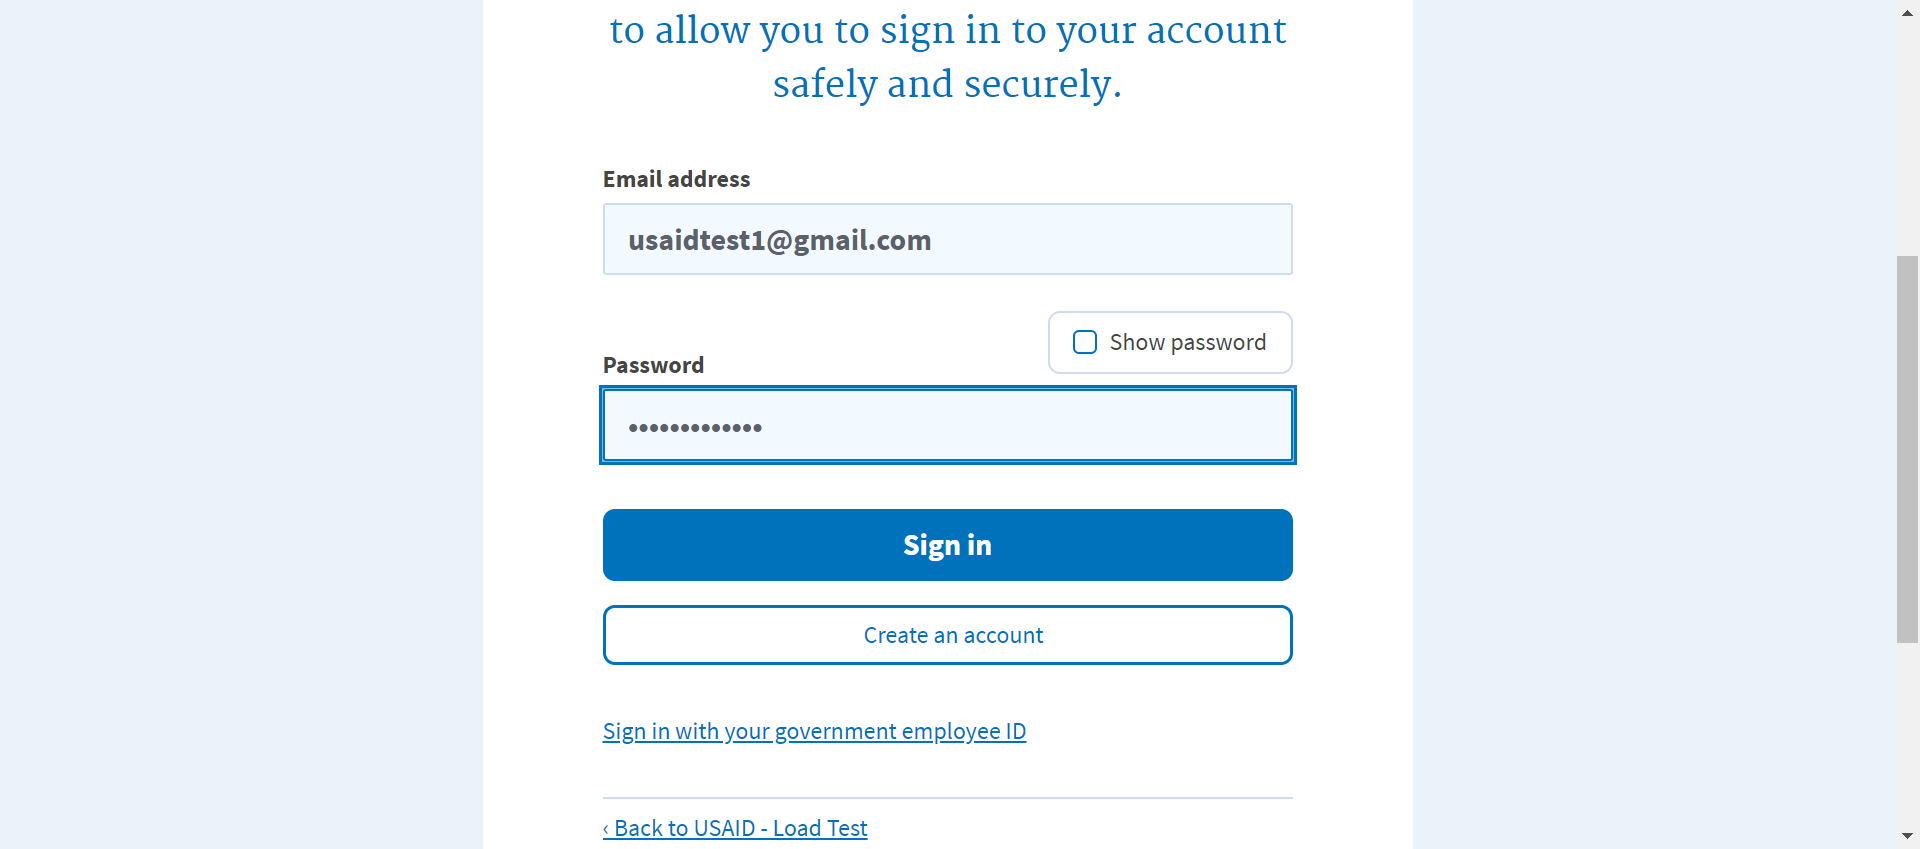 to allow you to sign in to your account
safely and securely.
Email address
usaidtest1@gmail.com
Show password
Password
•••••••••••••
Sign in
Create an account
Sign in with your government employee ID
‹ Back to USAID - Load Test